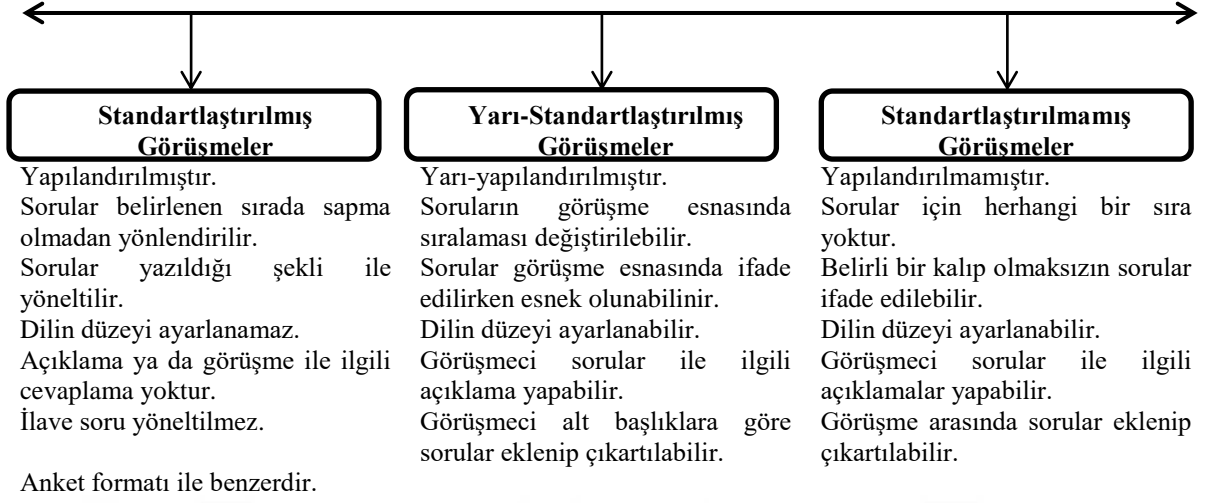 Standartlaştırılmış
Görüşmeler
Yapılandırılmıştır.
Sorular belirlenen sırada sapma
olmadan yönlendirilir.
Sorular yazıldığı şekli ile
yöneltilir.
Dilin düzeyi ayarlanamaz.
Açıklama ya da görüşme ile ilgili
cevaplama yoktur.
İlave soru yöneltilmez.
Anket formatı ile benzerdir.
Yarı-Standartlaştırılmış
Görüşmeler
Yarı-yapılandırılmıştır.
Soruların görüşme esnasında
sıralaması değiştirilebilir.
Sorular görüşme esnasında ifade
edilirken esnek olunabilinir.
Dilin düzeyi ayarlanabilir.
Görüşmeci sorular ile ilgili
açıklama yapabilir.
Görüşmeci alt başlıklara göre
sorular eklenip çıkartılabilir.
Standartlaştırılmamış
Görüşmeler
Yapılandırılmamıştır.
Sorular için herhangi bir sıra
yoktur.
Belirli bir kalıp olmaksızın sorular
ifade edilebilir.
Dilin düzeyi ayarlanabilir.
Görüşmeci sorular ile ilgili
açıklamalar yapabilir.
Görüşme arasında sorular eklenip
çıkartılabilir.